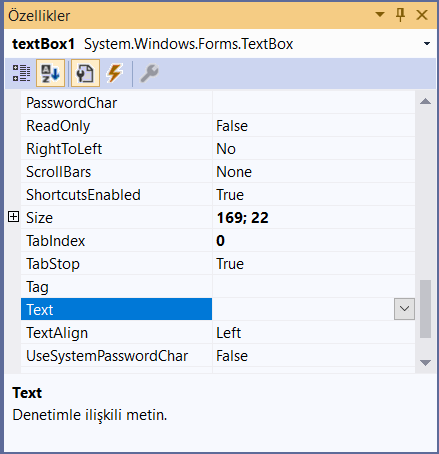 Özellikler
textBox1 System.Windows.Forms.TextBox
PasswordChar
ReadOnly False
RightToLeft No
ScrollBars None
ShortcutsEnabled True
Size 169; 22
TabIndex 0
TabStop True
Tag
Text
TextAlign Left
UseSystemPasswordChar False
Text
Denetimle ilişkili metin.